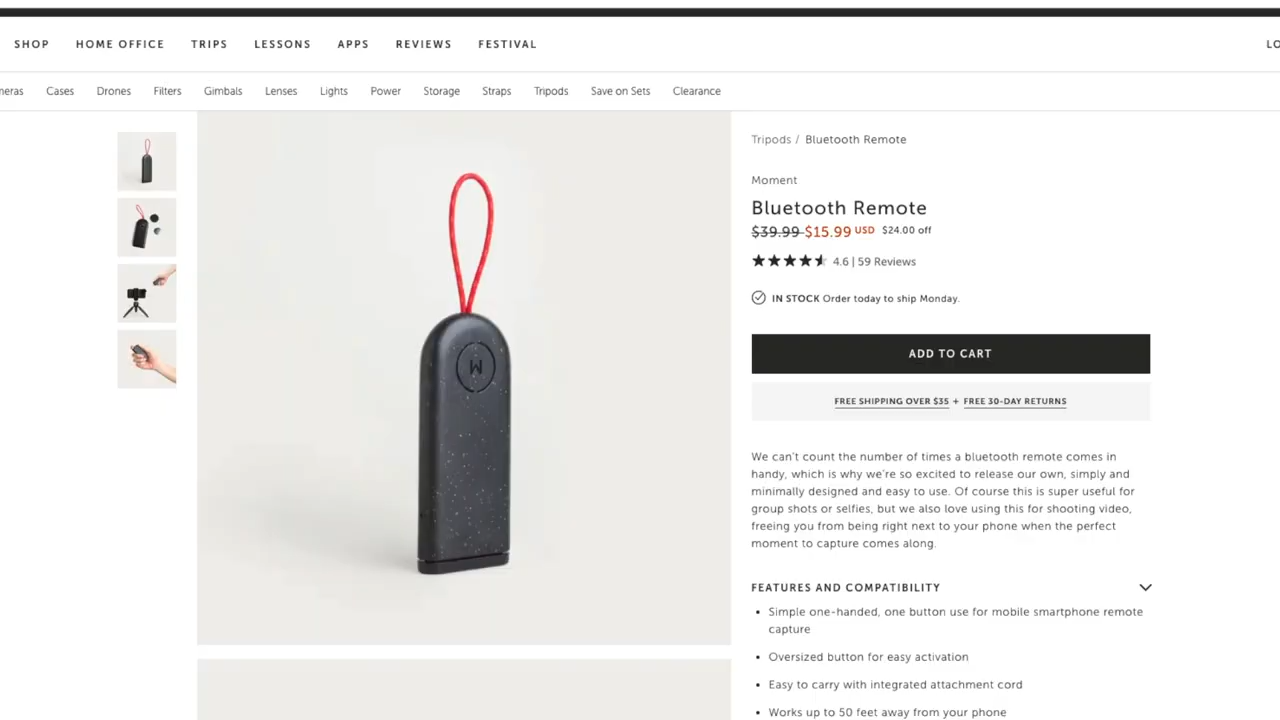 SHOP HOME OFFICE TRIPS LESSONS APPS REVIEWS FESTIVAL
Cases Drones Filters Gimbals Lenses Lights Power Storage Straps Tripods Save on Sets Clearance
Tripods / Bluetooth Remote
Moment
Bluetooth Remote
$39.99 $15.99 USD $24.00 off
4.6 | 59 Reviews
IN STOCK Order today to ship Monday.
ADD TO CART
FREE SHIPPING OVER $35 + FREE 30-DAY RETURNS
We can't count the number of times a bluetooth remote comes in
handy, which is why we're so excited to release our own, simply and
minimally designed and easy to use. Of course this is super useful for
group shots or selfies, but we also love using this for shooting video,
freeing you from being right next to your phone when the perfect
moment to capture comes along.
FEATURES AND COMPATIBILITY
• Simple one-handed, one button use for mobile smartphone remote
capture
• Oversized button for easy activation
• Easy to carry with integrated attachment cord
• Works up to 50 feet away from your phone
M